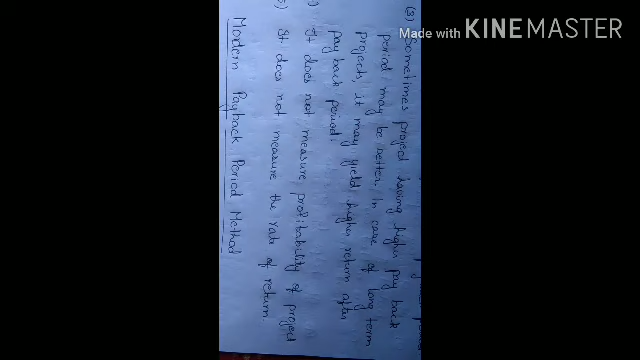 Made with KINEMASTER
(3) Sometimes project having higher pay back
period may be better. In case of long term
projects, it may yield higher return after
pay back period.
) It does not measure profitability of project
5) It does not measure the rate of return.
Modern Payback Period Method